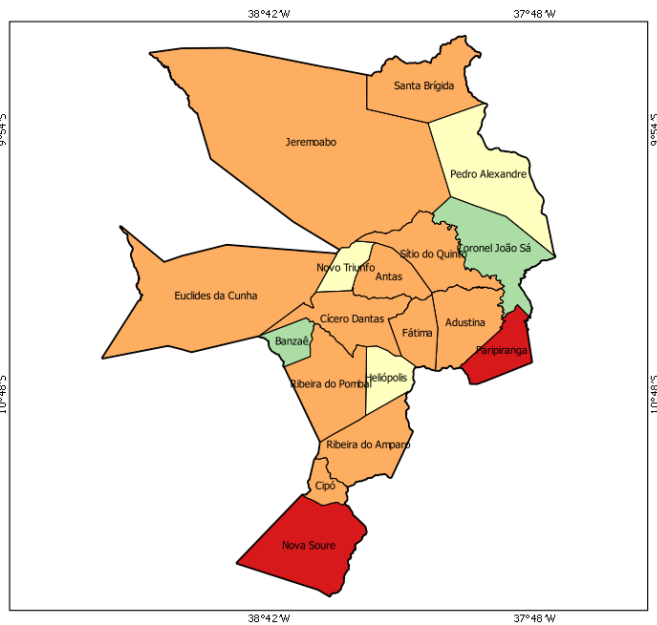 38°42'W 37°48'W
Santa Brígida
9°54'S 9°54'S
Jeremoabo
Pedro Alexandre
Coronel João Sá
Sítio do Quinto
Novo Triunfo
Antas
Euclides da Cunha
Cícero Dantas
Adustina
Fátima
Banzaê
Paripiranga
Heliópolis
Ribeira do Pombal
10°48'S 10°48'S
Ribeira do Amparo
Cipó
Nova Soure
38°42'W 37°48'W